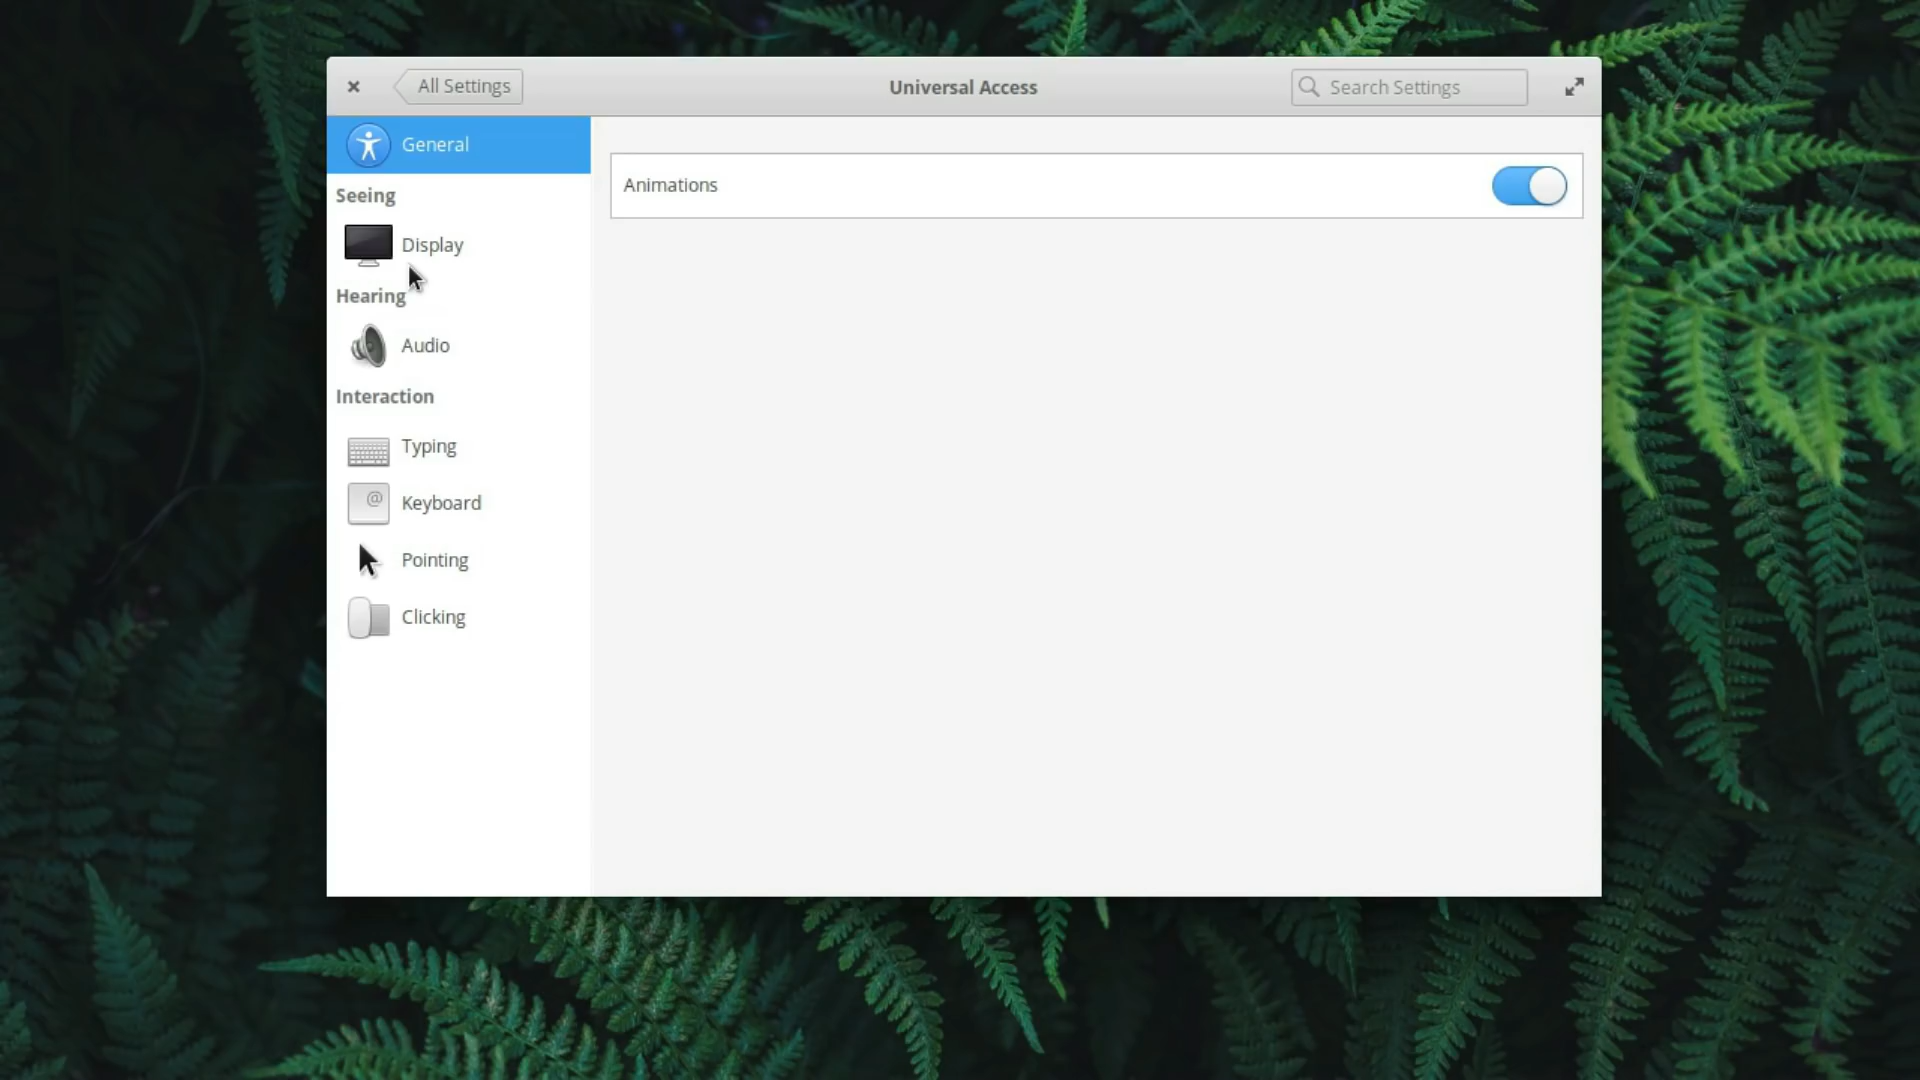 All Settings
Universal Access
Search Settings
General
Animations
Seeing
Display
Hearing
Audio
Interaction
Typing
@
Keyboard
Pointing
Clicking